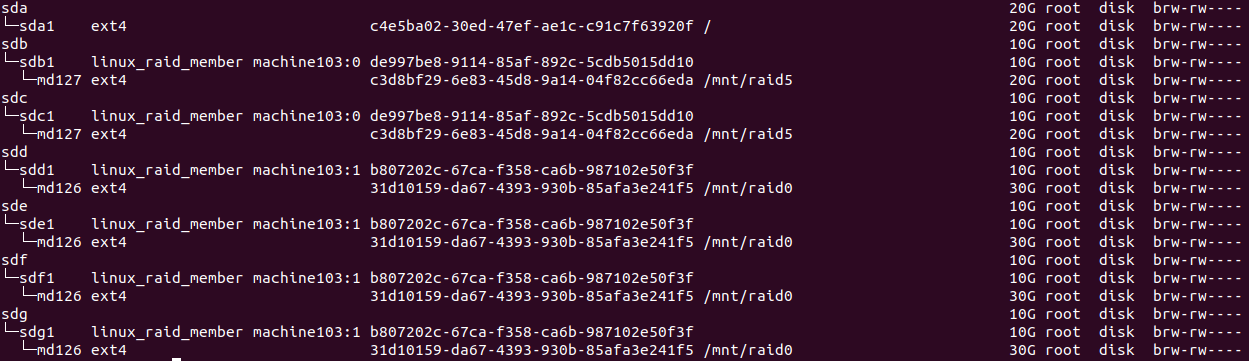 sda 20G root disk brw-rw----
└─sda1 ext4 c4e5ba02-30ed-47ef-ae1c-c91c7f63920f / 20G root disk brw-rw----
sdb 10G root disk brw-rw----
└─sdb1 linux_raid_member machine103:0 de997be8-9114-85af-892c-5cdb5015dd10 10G root disk brw-rw----
└─md127 ext4 c3d8bf29-6e83-45d8-9a14-04f82cc66eda /mnt/raid5 20G root disk brw-rw----
sdc 10G root disk brw-rw----
└─sdc1 linux_raid_member machine103:0 de997be8-9114-85af-892c-5cdb5015dd10 10G root disk brw-rw----
└─md127 ext4 c3d8bf29-6e83-45d8-9a14-04f82cc66eda /mnt/raid5 20G root disk brw-rw----
sdd 10G root disk brw-rw----
└─sdd1 linux_raid_member machine103:1 b807202c-67ca-f358-ca6b-987102e50f3f 10G root disk brw-rw----
└─md126 ext4 31d10159-da67-4393-930b-85afa3e241f5 /mnt/raid0 30G root disk brw-rw----
sde 10G root disk brw-rw----
└─sde1 linux_raid_member machine103:1 b807202c-67ca-f358-ca6b-987102e50f3f 10G root disk brw-rw----
└─md126 ext4 31d10159-da67-4393-930b-85afa3e241f5 /mnt/raid0 30G root disk brw-rw----
sdf 10G root disk brw-rw----
└─sdf1 linux_raid_member machine103:1 b807202c-67ca-f358-ca6b-987102e50f3f 10G root disk brw-rw----
└─md126 ext4 31d10159-da67-4393-930b-85afa3e241f5 /mnt/raid0 30G root disk brw-rw----
sdg 10G root disk brw-rw----
└─sdg1 linux_raid_member machine103:1 b807202c-67ca-f358-ca6b-987102e50f3f 10G root disk brw-rw----
└─md126 ext4 31d10159-da67-4393-930b-85afa3e241f5 /mnt/raid0 30G root disk brw-rw----